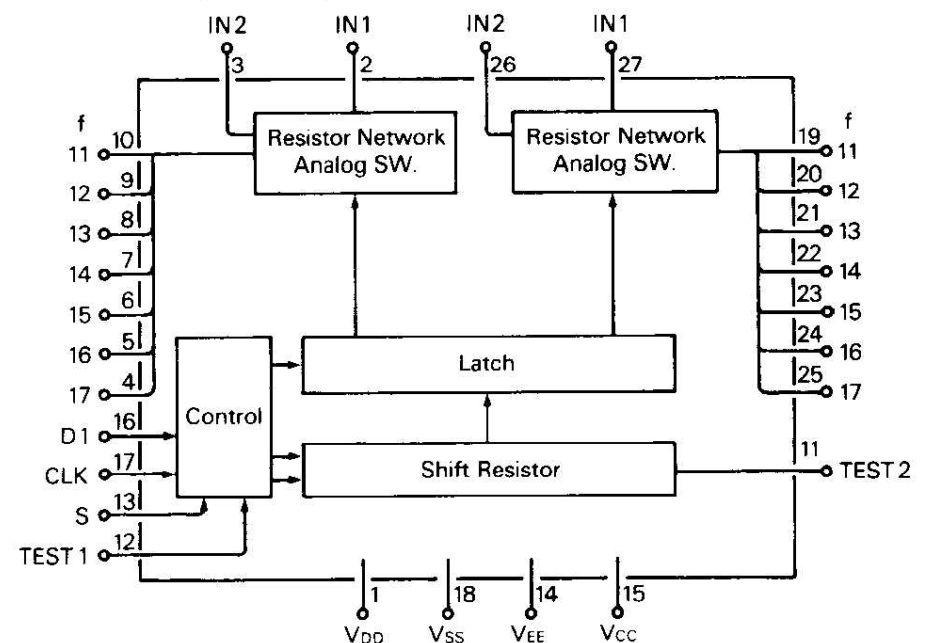 IN2 IN1 IN2 IN1
3 2 26 27
f f
Resistor Network
Analog SW.
Resistor Network
Analog SW.
11 10
12 9
13 8
14 7
15 6
16 5
17 4
19 11
20 12
21 13
22 14
23 15
24 16
25 17
Latch
Control
D1 16
CLK 17
S 13
TEST 1 12
Shift Resistor
11 TEST 2
1 18 14 15
VDD VSS VEE VCC